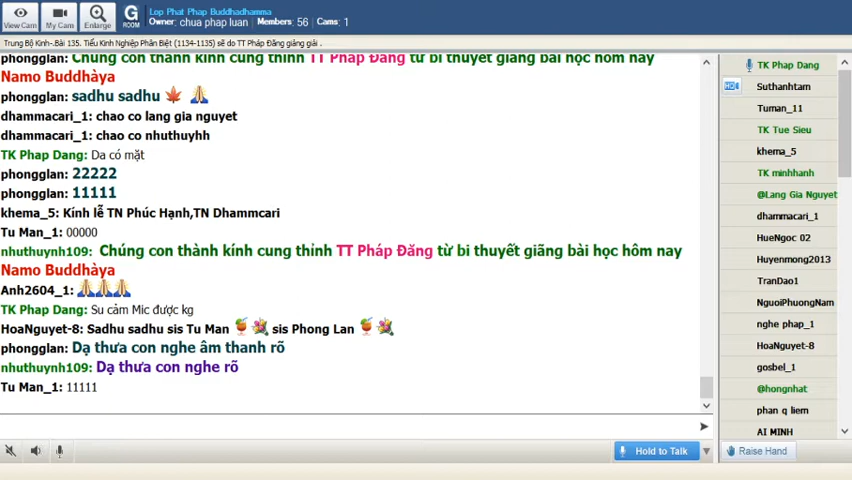 Lop Phat Phap Buddhadhamma
Owner: chua phap luan Members: 56 Cams: 1
View Cam
My Cam
Enlarge
G
ROOM
Trung Bộ Kinh-.Bài 135. Tiểu Kinh Nghiệp Phân Biệt (1134-1135) sẽ do TT Pháp Đăng giảng giải .
phongglan: Chúng con thành kính cung thỉnh TT Pháp Đăng từ bi thuyết giãng bài học hôm nay
Namo Buddhàya
phongglan: sadhu sadhu
dhammacari_1: chao co lang gia nguyet
dhammacari_1: chao co nhuthuyhh
TK Phap Dang: Da có mặt
phongglan: 22222
phongglan: 11111
khema_5: Kính lễ TN Phúc Hạnh,TN Dhammcari
Tu Man_1: 00000
nhuthuynh109: Chúng con thành kính cung thỉnh TT Pháp Đăng từ bi thuyết giãng bài học hôm nay
Namo Buddhàya
Anh2604_1:
TK Phap Dang: Su cảm Mic được kg
HoaNguyet-8: Sadhu sadhu sis Tu Man sis Phong Lan
phongglan: Dạ thưa con nghe âm thanh rõ
nhuthuynh109: Dạ thưa con nghe rõ
Tu Man_1: 11111
TK Phap Dang
Suthanhtam
Tuman_11
TK Tue Sieu
khema_5
TK minhhanh
@Lang Gia Nguyet
dhammacari_1
HueNgoc 02
Huyenmong2013
TranDao1
NguoiPhuongNam
nghe phap_1
HoaNguyet-8
gosbel_1
@hongnhat
phan q liem
AI MINH
Hold to Talk
Raise Hand